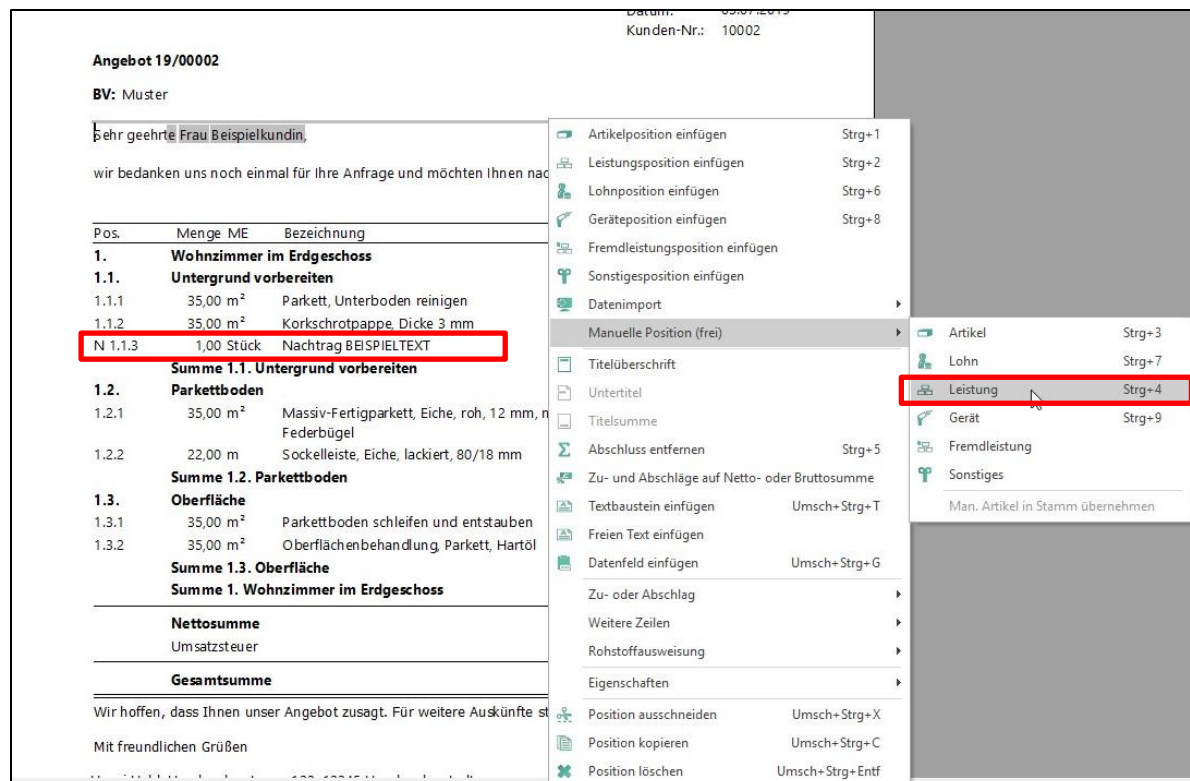 Kunden-Nr.: 10002
Angebot 19/00002
BV: Muster
Sehr geehrte Frau Beispielkundin,
wir bedanken uns noch einmal für Ihre Anfrage und möchten Ihnen
Pos. Menge ME Bezeichnung
1. Wohnzimmer im Erdgeschoss
1.1. Untergrund vorbereiten
1.1.1 35,00 m² Parkett, Unterboden reinigen
1.1.2 35,00 m² Korkschrotpappe, Dicke 3 mm
N 1.1.3 1,00 Stück Nachtrag BEISPIELTEXT
Summe 1.1. Untergrund vorbereiten
1.2. Parkettboden
1.2.1 35,00 m² Massiv-Fertigparkett, Eiche, roh, 12 mm,
Federbügel
1.2.2 22,00 m Sockelleiste, Eiche, lackiert, 80/18 mm
Summe 1.2. Parkettboden
1.3. Oberfläche
1.3.1 35,00 m² Parkettboden schleifen und entstauben
1.3.2 35,00 m² Oberflächenbehandlung, Parkett, Hartöl
Summe 1.3. Oberfläche
Summe 1. Wohnzimmer im Erdgeschoss
Nettosumme
Umsatzsteuer
Gesamtsumme
Wir hoffen, dass Ihnen unser Angebot zusagt. Für weitere Auskünfte
Mit freundlichen Grüßen
Artikelposition einfügen Strg+1
Leistungsposition einfügen Strg+2
Lohnposition einfügen Strg+6
Geräteposition einfügen Strg+8
Fremdleistungsposition einfügen
Sonstigesposition einfügen
Datenimport
Manuelle Position (frei)
Titelüberschrift
Untertitel
Titelsumme
Abschluss entfernen Strg+5
Zu- und Abschläge auf Netto- oder Bruttosumme
Textbaustein einfügen Umsch+Strg+T
Freien Text einfügen
Datenfeld einfügen Umsch+Strg+G
Zu- oder Abschlag
Weitere Zeilen
Rohstoffausweisung
Eigenschaften
Position ausschneiden Umsch+Strg+X
Position kopieren Umsch+Strg+C
Position löschen Umsch+Strg+Entf
Artikel Strg+3
Lohn Strg+7
Leistung Strg+4
Gerät Strg+9
Fremdleistung
Sonstiges
Man. Artikel in Stamm übernehmen